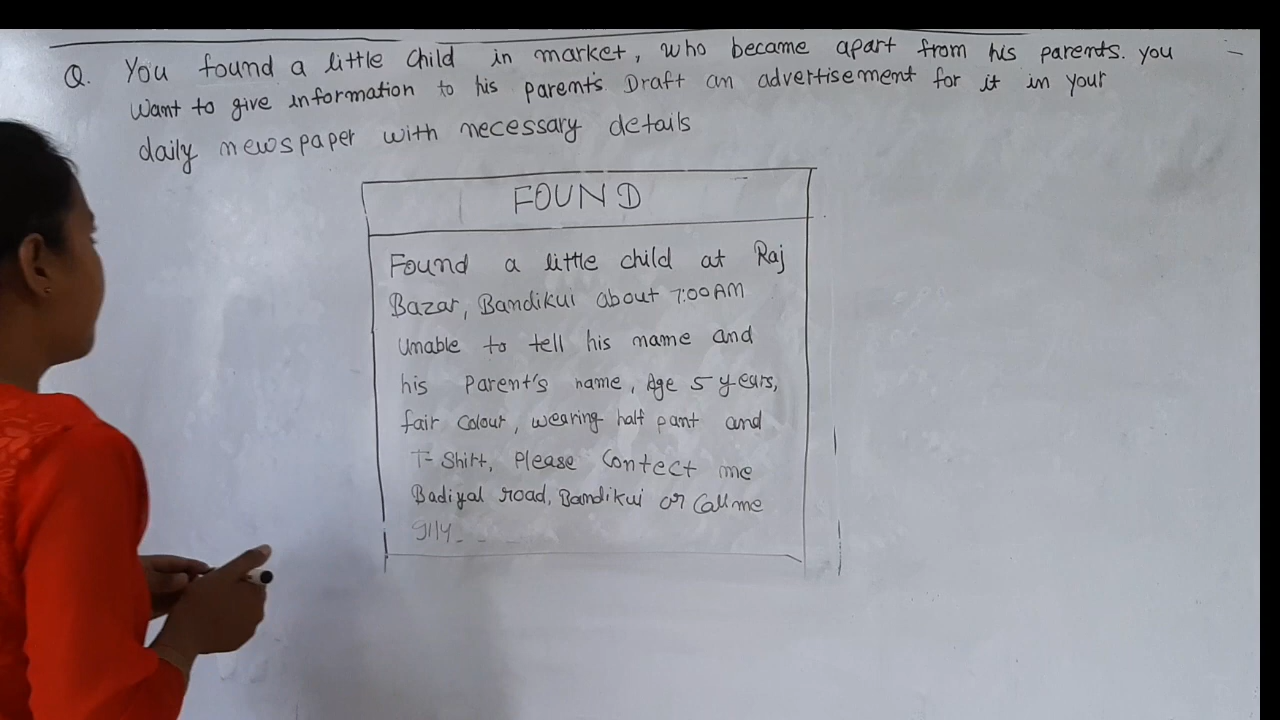 Q. You found a little child in market, who became apart from his parents. you
want to give information to his parent's Draft an advertisement for it in your
daily newspaper with necessary details
FOUND
Found a little child at Raj
Bazar, Bandikui about 7:00 AM
Unable to tell his name and
his Parent's name, Age 5 years,
fair colour, wearing half pant and
T-Shirt, Please Contect me
Badiyal road, Bandikui or Call me
9114_ _ _